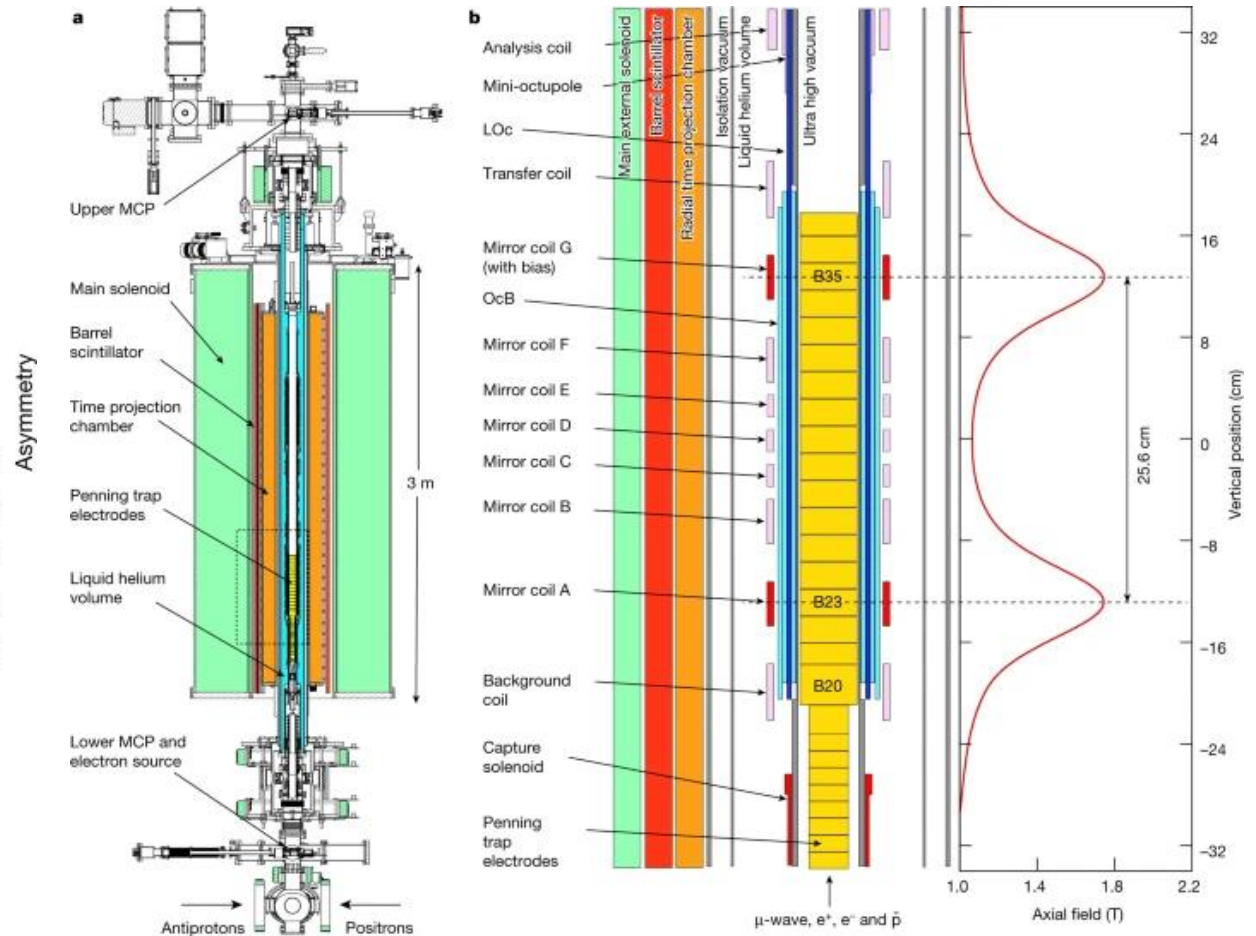 Asymmetry
a
Upper MCP
Main solenoid
Barrel
scintillator
Time projection
chamber
Penning trap
electrodes
Liquid helium
volume
3 m
Lower MCP and
electron source
Antiprotons
Positrons
b
Analysis coil
Mini-octupole
LOc
Transfer coil
Mirror coil G
(with bias)
OcB
Mirror coil F
Mirror coil E
Mirror coil D
Mirror coil C
Mirror coil B
Mirror coil A
Background
coil
Capture
solenoid
Penning
trap
electrodes
Main external solenoid
Barrel scintillator
Radial time projection chamber
Isolation vacuum
Liquid helium volume
Ultra high vacuum
B35
B23
B20
μ-wave, e⁺, e⁻ and p̄
25.6 cm
32
24
16
8
0
-8
-16
-24
-32
Vertical position (cm)
1.0 1.4 1.8 2.2
Axial field (T)